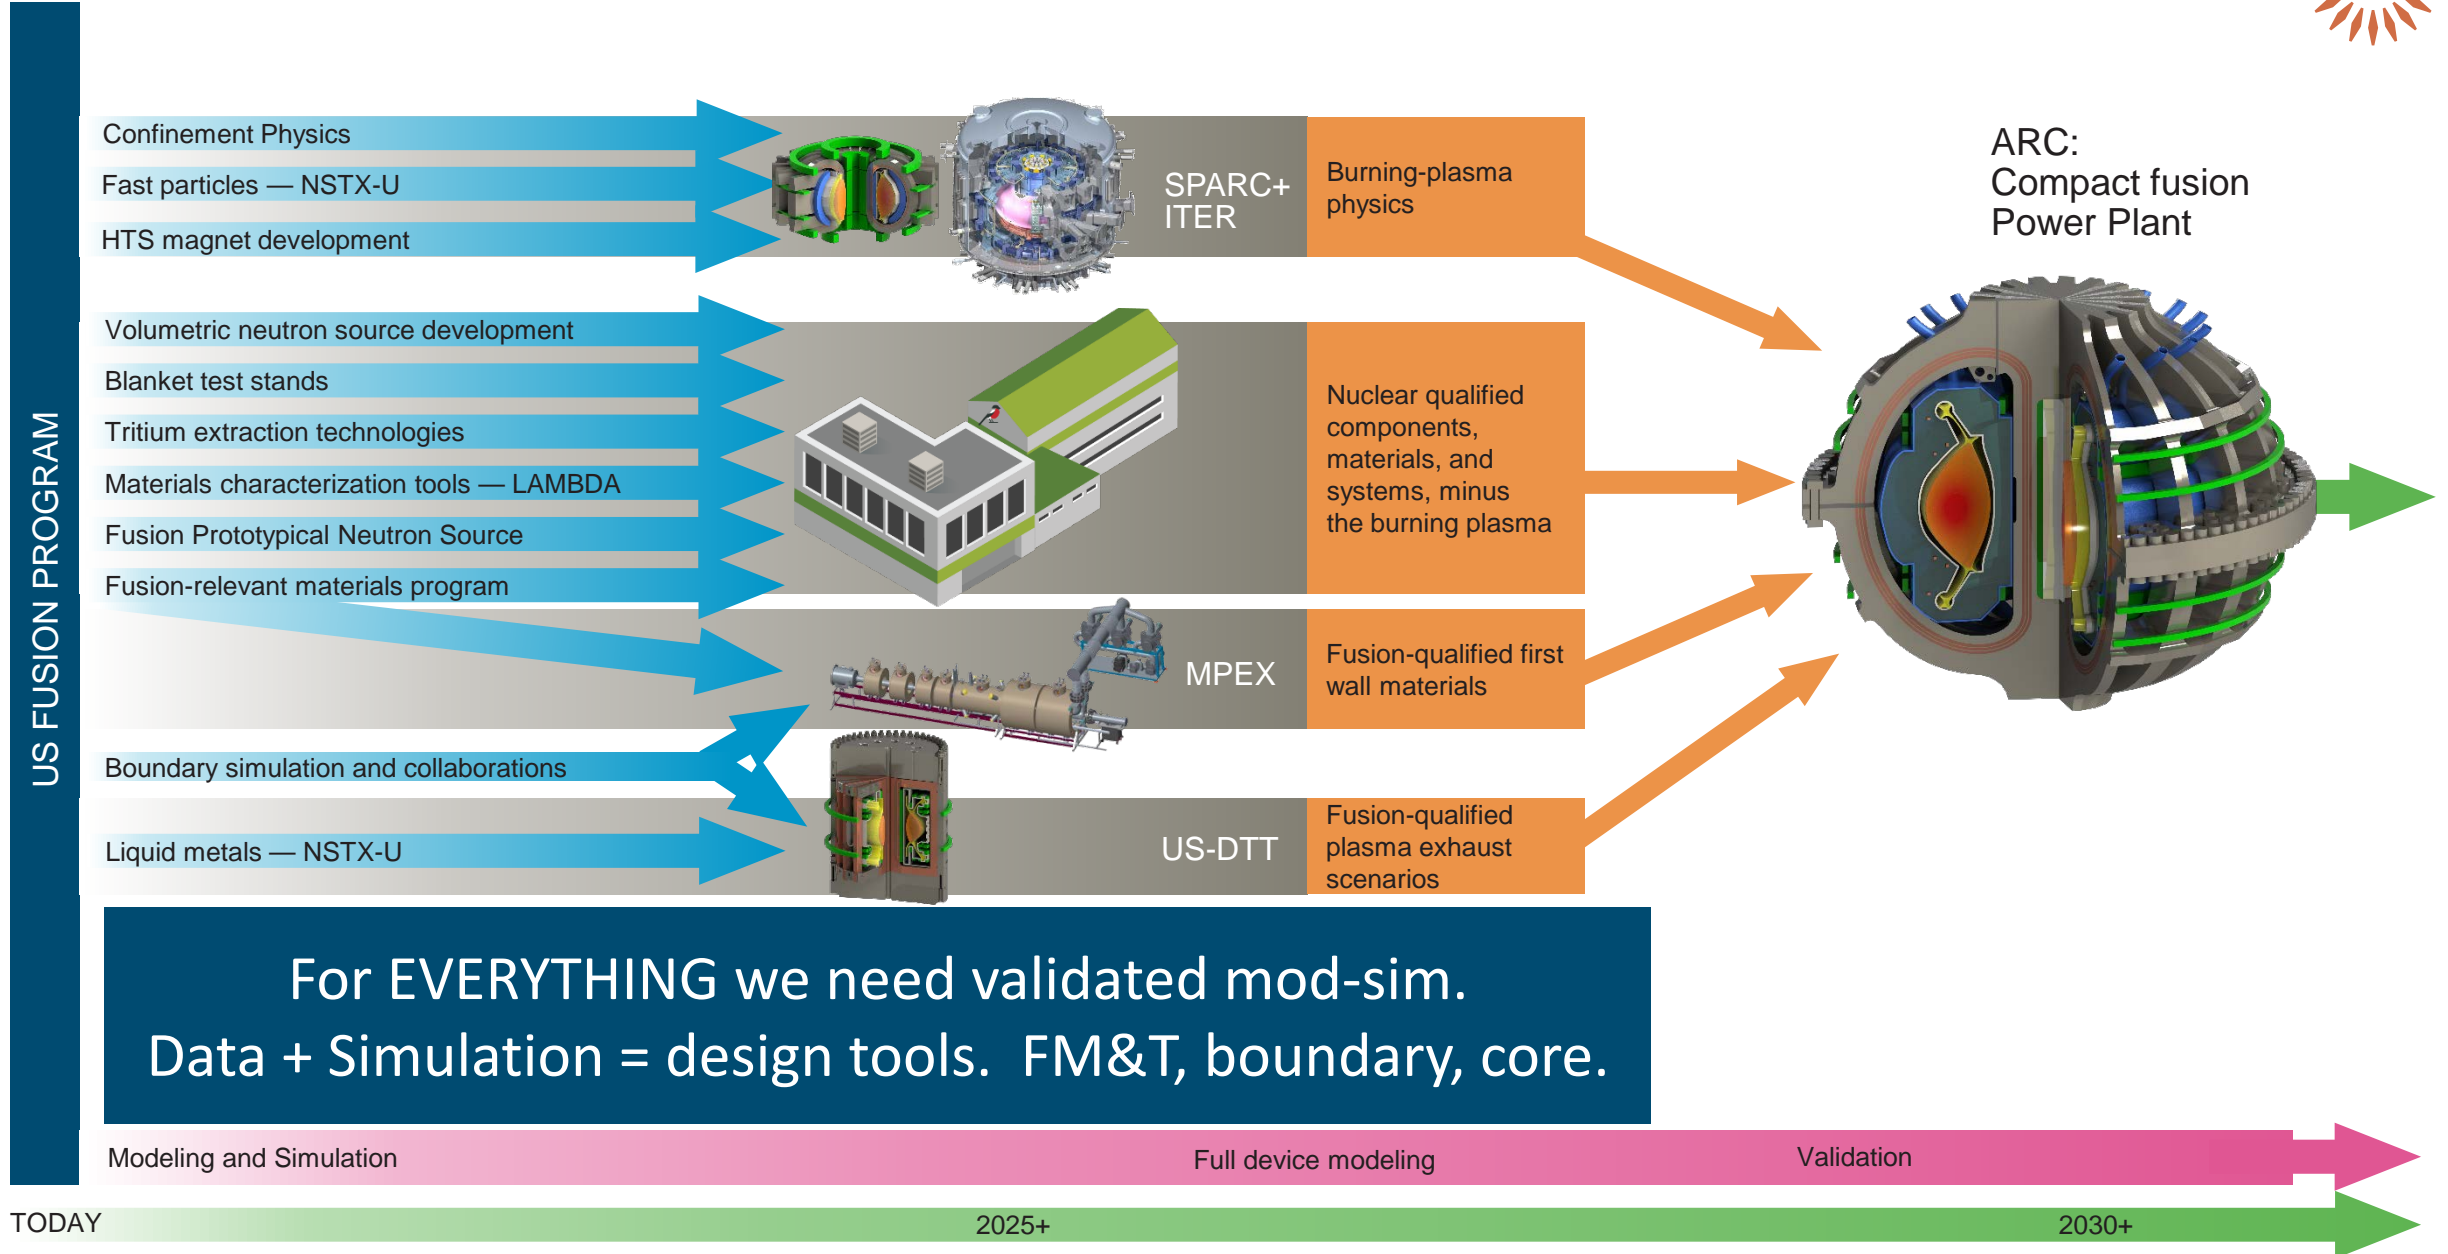 US FUSION PROGRAM
Confinement Physics
Fast particles — NSTX-U
HTS magnet development
SPARC+
ITER
Burning-plasma
physics
ARC:
Compact fusion
Power Plant
Volumetric neutron source development
Blanket test stands
Tritium extraction technologies
Materials characterization tools — LAMBDA
Fusion Prototypical Neutron Source
Fusion-relevant materials program
Nuclear qualified
components,
materials, and
systems, minus
the burning plasma
MPEX
Fusion-qualified first
wall materials
Boundary simulation and collaborations
Liquid metals — NSTX-U
US-DTT
Fusion-qualified
plasma exhaust
scenarios
For EVERYTHING we need validated mod-sim.
Data + Simulation = design tools.  FM&T, boundary, core.
Modeling and Simulation
Full device modeling
Validation
TODAY
2025+
2030+